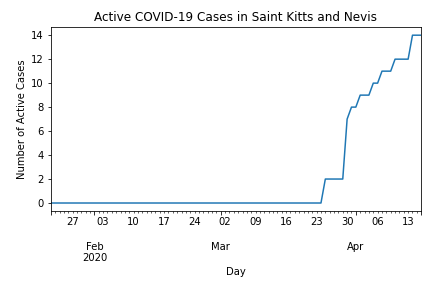 Active COVID-19 Cases in Saint Kitts and Nevis
14
12
10
8
6
4
2
0
Number of Active Cases
27 03 10 17 24 02 09 16 23 30 06 13
Feb Mar Apr
2020
Day